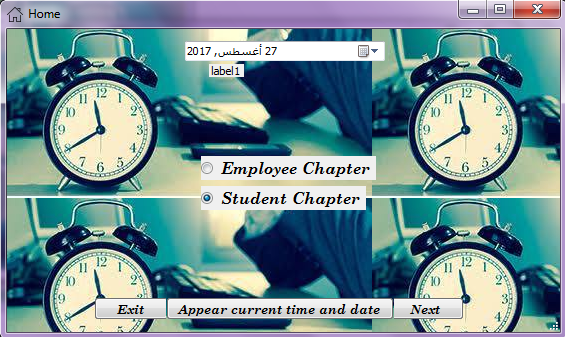 Home
27 أغسطس, 2017
label1
Employee Chapter
Student Chapter
Exit
Appear current time and date
Next